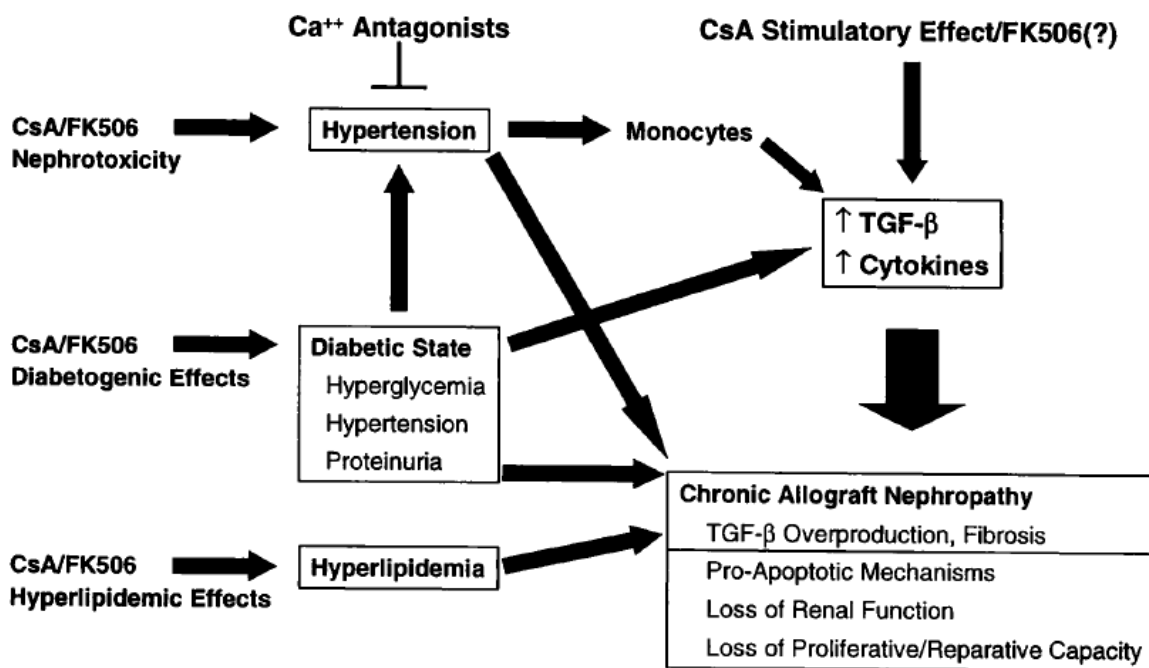 Ca⁺⁺ Antagonists
CsA Stimulatory Effect/FK506(?)
CsA/FK506
Nephrotoxicity
Hypertension
Monocytes
↑ TGF-β
↑ Cytokines
CsA/FK506
Diabetogenic Effects
Diabetic State
Hyperglycemia
Hypertension
Proteinuria
Chronic Allograft Nephropathy
TGF-β Overproduction, Fibrosis
Pro-Apoptotic Mechanisms
Loss of Renal Function
Loss of Proliferative/Reparative Capacity
CsA/FK506
Hyperlipidemic Effects
Hyperlipidemia